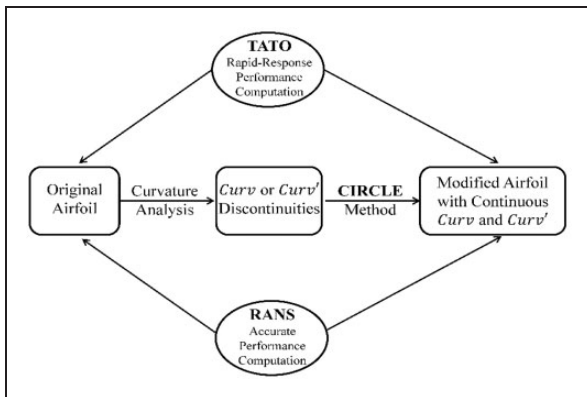 TATO
Rapid-Response
Performance
Computation
Original
Airfoil
Curvature
Analysis
Curv or Curv'
Discontinuities
CIRCLE
Method
Modified Airfoil
with Continuous
Curv and Curv'
RANS
Accurate
Performance
Computation